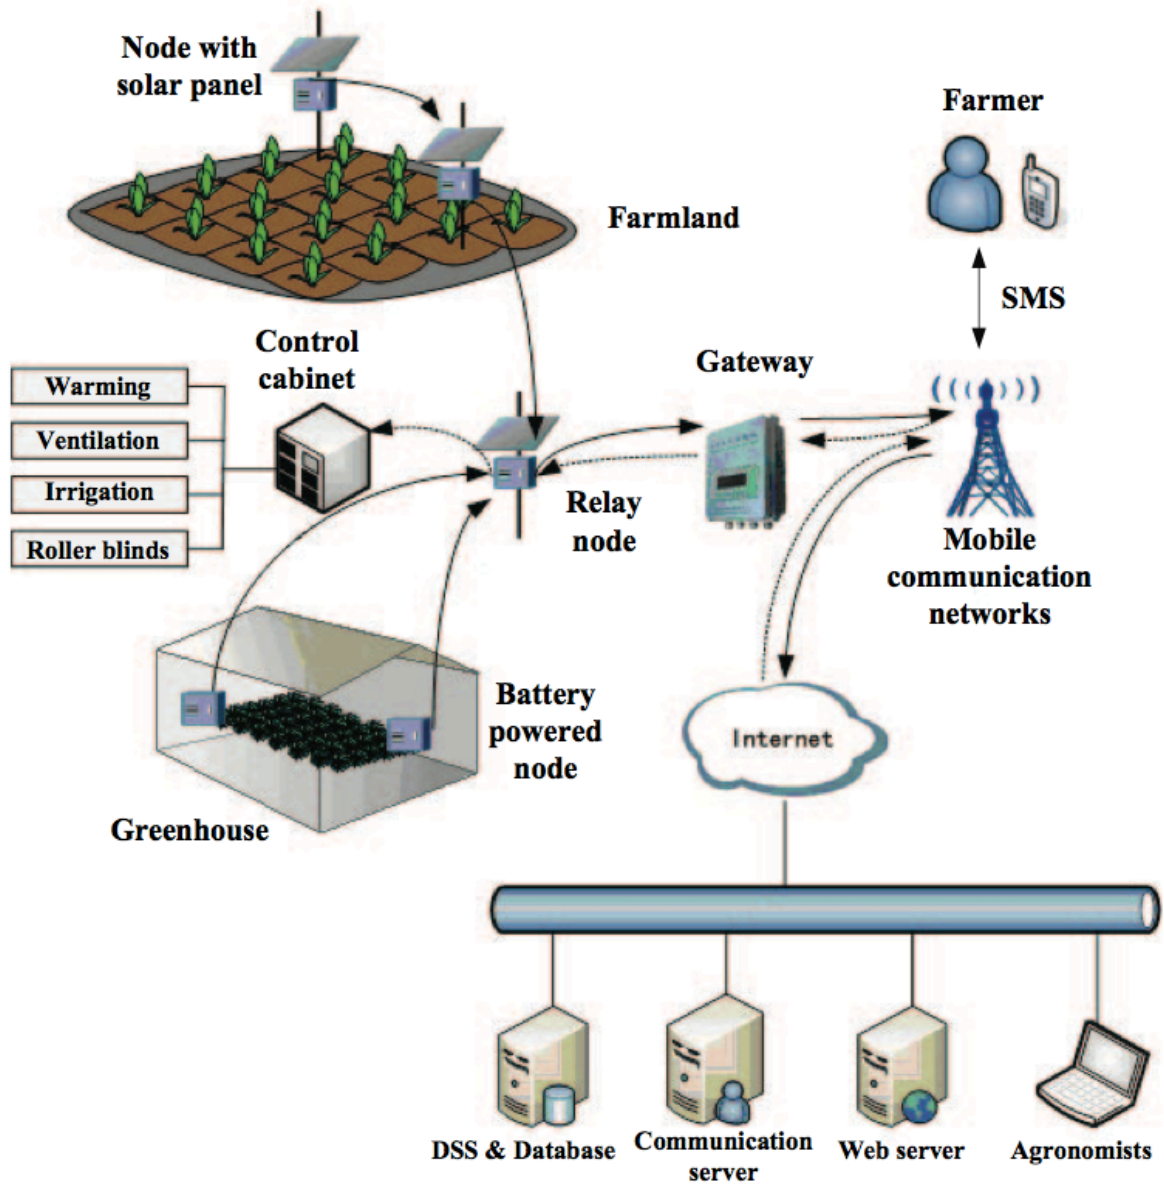 Node with
solar panel
Farmer
Farmland
SMS
Control
cabinet
Gateway
Warming
Ventilation
Irrigation
Roller blinds
Relay
node
Mobile
communication
networks
Battery
powered
node
Internet
Greenhouse
DSS & Database
Communication
server
Web server
Agronomists